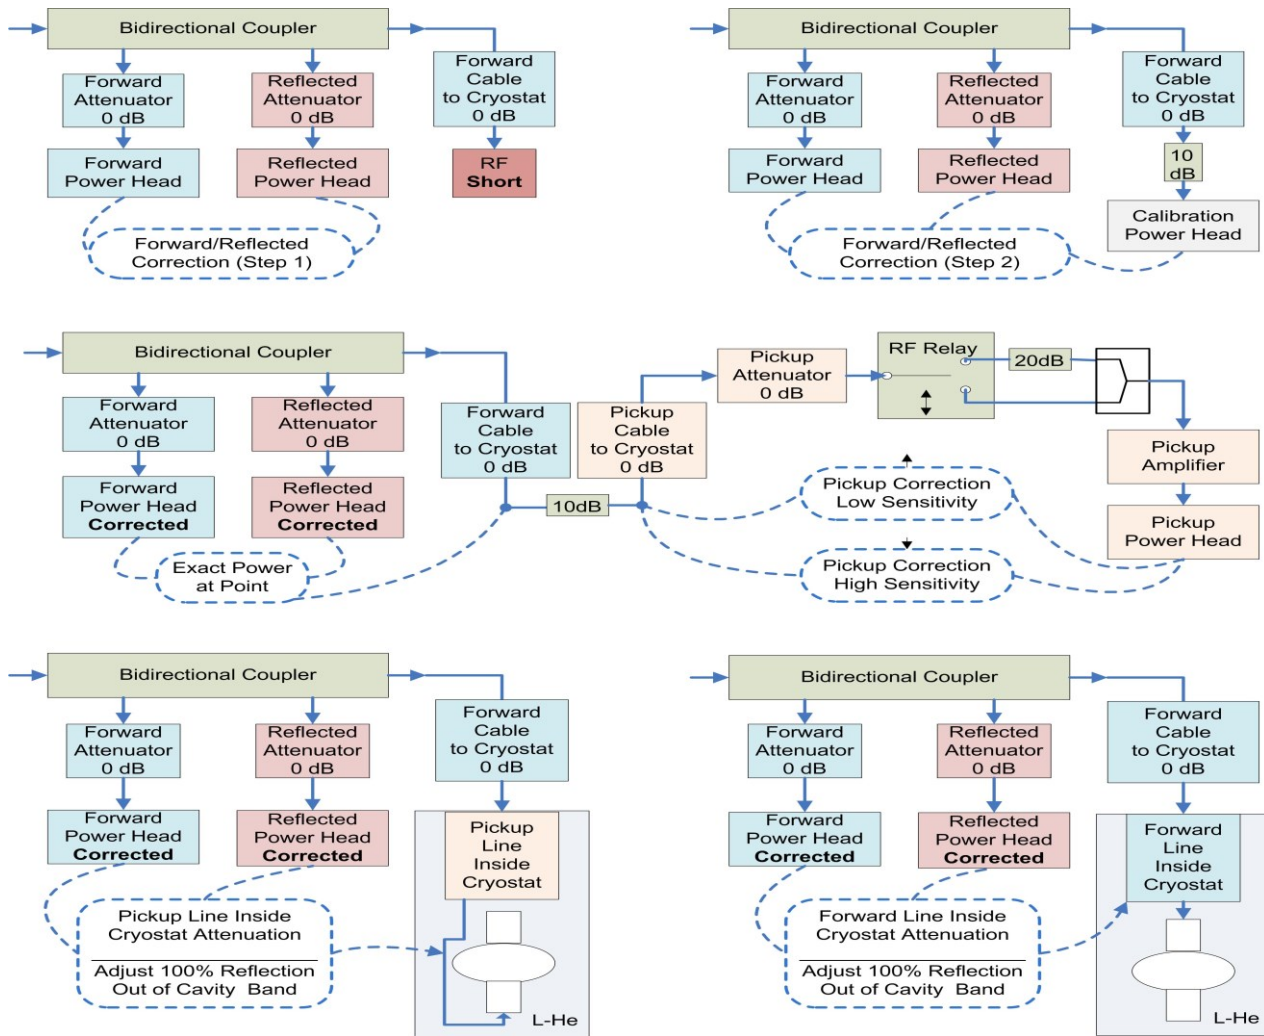 Bidirectional Coupler
Forward
Attenuator
0 dB
Reflected
Attenuator
0 dB
Forward
Cable
to Cryostat
0 dB
Forward
Power Head
Reflected
Power Head
RF
Short
Forward/Reflected
Correction (Step 1)
Bidirectional Coupler
Forward
Attenuator
0 dB
Reflected
Attenuator
0 dB
Forward
Cable
to Cryostat
0 dB
Forward
Power Head
Reflected
Power Head
10
dB
Calibration
Power Head
Forward/Reflected
Correction (Step 2)
Bidirectional Coupler
Forward
Attenuator
0 dB
Reflected
Attenuator
0 dB
Forward
Cable
to Cryostat
0 dB
Pickup
Cable
to Cryostat
0 dB
Pickup
Attenuator
0 dB
RF Relay
20dB
Pickup
Amplifier
Pickup
Power Head
Forward
Power Head
Corrected
Reflected
Power Head
Corrected
10dB
Exact Power
at Point
Pickup Correction
Low Sensitivity
Pickup Correction
High Sensitivity
Bidirectional Coupler
Forward
Attenuator
0 dB
Reflected
Attenuator
0 dB
Forward
Cable
to Cryostat
0 dB
Forward
Power Head
Corrected
Reflected
Power Head
Corrected
Pickup
Line
Inside
Cryostat
Pickup Line Inside
Cryostat Attenuation
Adjust 100% Reflection
Out of Cavity Band
L-He
Bidirectional Coupler
Forward
Attenuator
0 dB
Reflected
Attenuator
0 dB
Forward
Cable
to Cryostat
0 dB
Forward
Power Head
Corrected
Reflected
Power Head
Corrected
Forward
Line
Inside
Cryostat
Forward Line Inside
Cryostat Attenuation
Adjust 100% Reflection
Out of Cavity Band
L-He